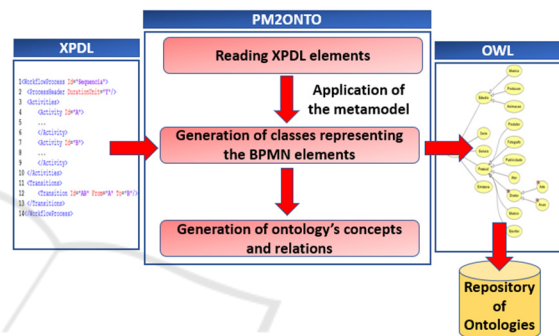 PM2ONTO
XPDL
OWL
Reading XPDL elements
Application of
the metamodel
Generation of classes representing
the BPMN elements
Generation of ontology's concepts
and relations
1<WorkflowProcess Id="Sequencia">
2 <ProcessHeader DurationUnit="Y"/>
3 <Activities>
4 <Activity Id="A">
5 ...
6 </Activity>
7 <Activity Id="B">
8 ...
9 </Activity>
10 </Activities>
11 <Transitions>
12 <Transition Id="AB" From="A" To="B"/>
13 </Transitions>
14</WorkflowProcess>
Repository
of
Ontologies